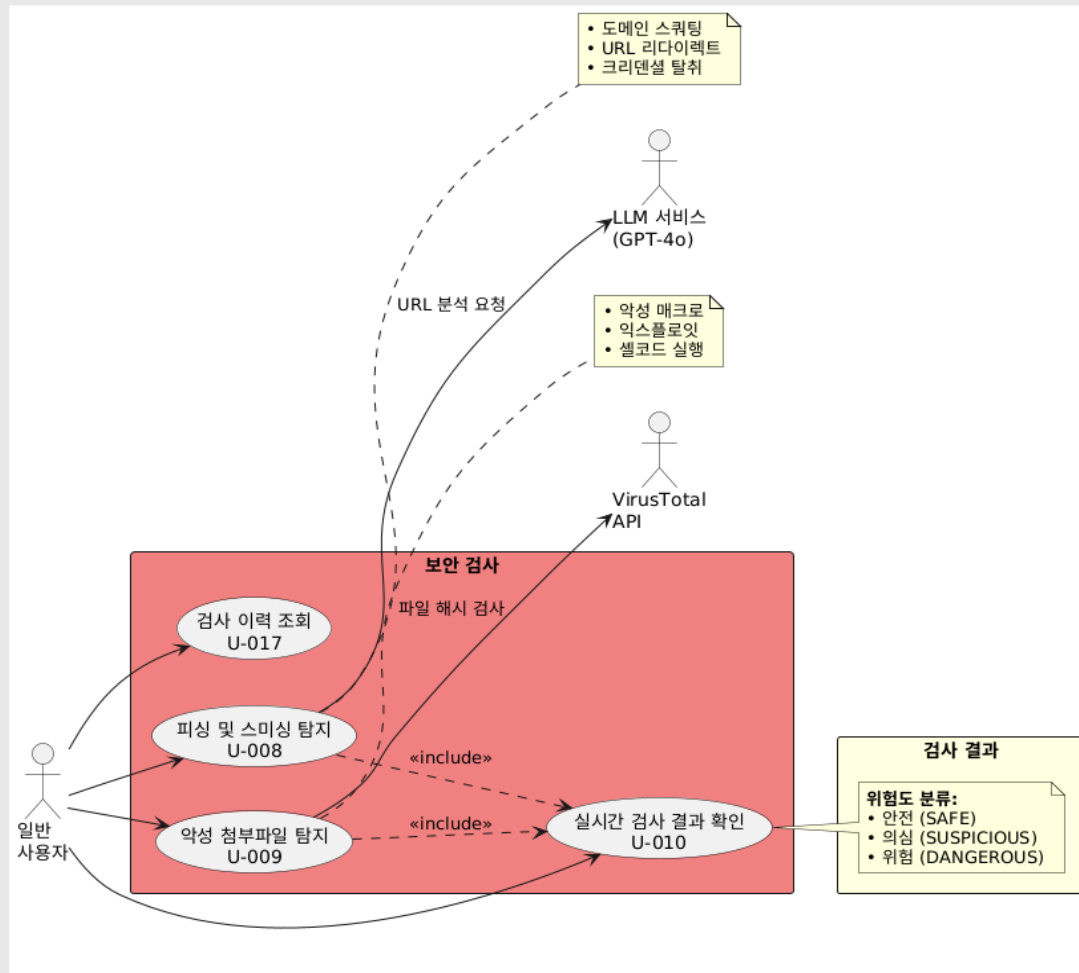 • 도메인 스쿼팅
• URL 리다이렉트
• 크리덴셜 탈취
LLM 서비스
(GPT-4o)
URL 분석 요청
• 악성 매크로
• 익스플로잇
• 셸코드 실행
VirusTotal
API
보안 검사
파일 해시 검사
검사 이력 조회
U-017
피싱 및 스미싱 탐지
U-008
«include»
악성 첨부파일 탐지
U-009
«include»
실시간 검사 결과 확인
U-010
일반
사용자
검사 결과
위험도 분류:
• 안전 (SAFE)
• 의심 (SUSPICIOUS)
• 위험 (DANGEROUS)